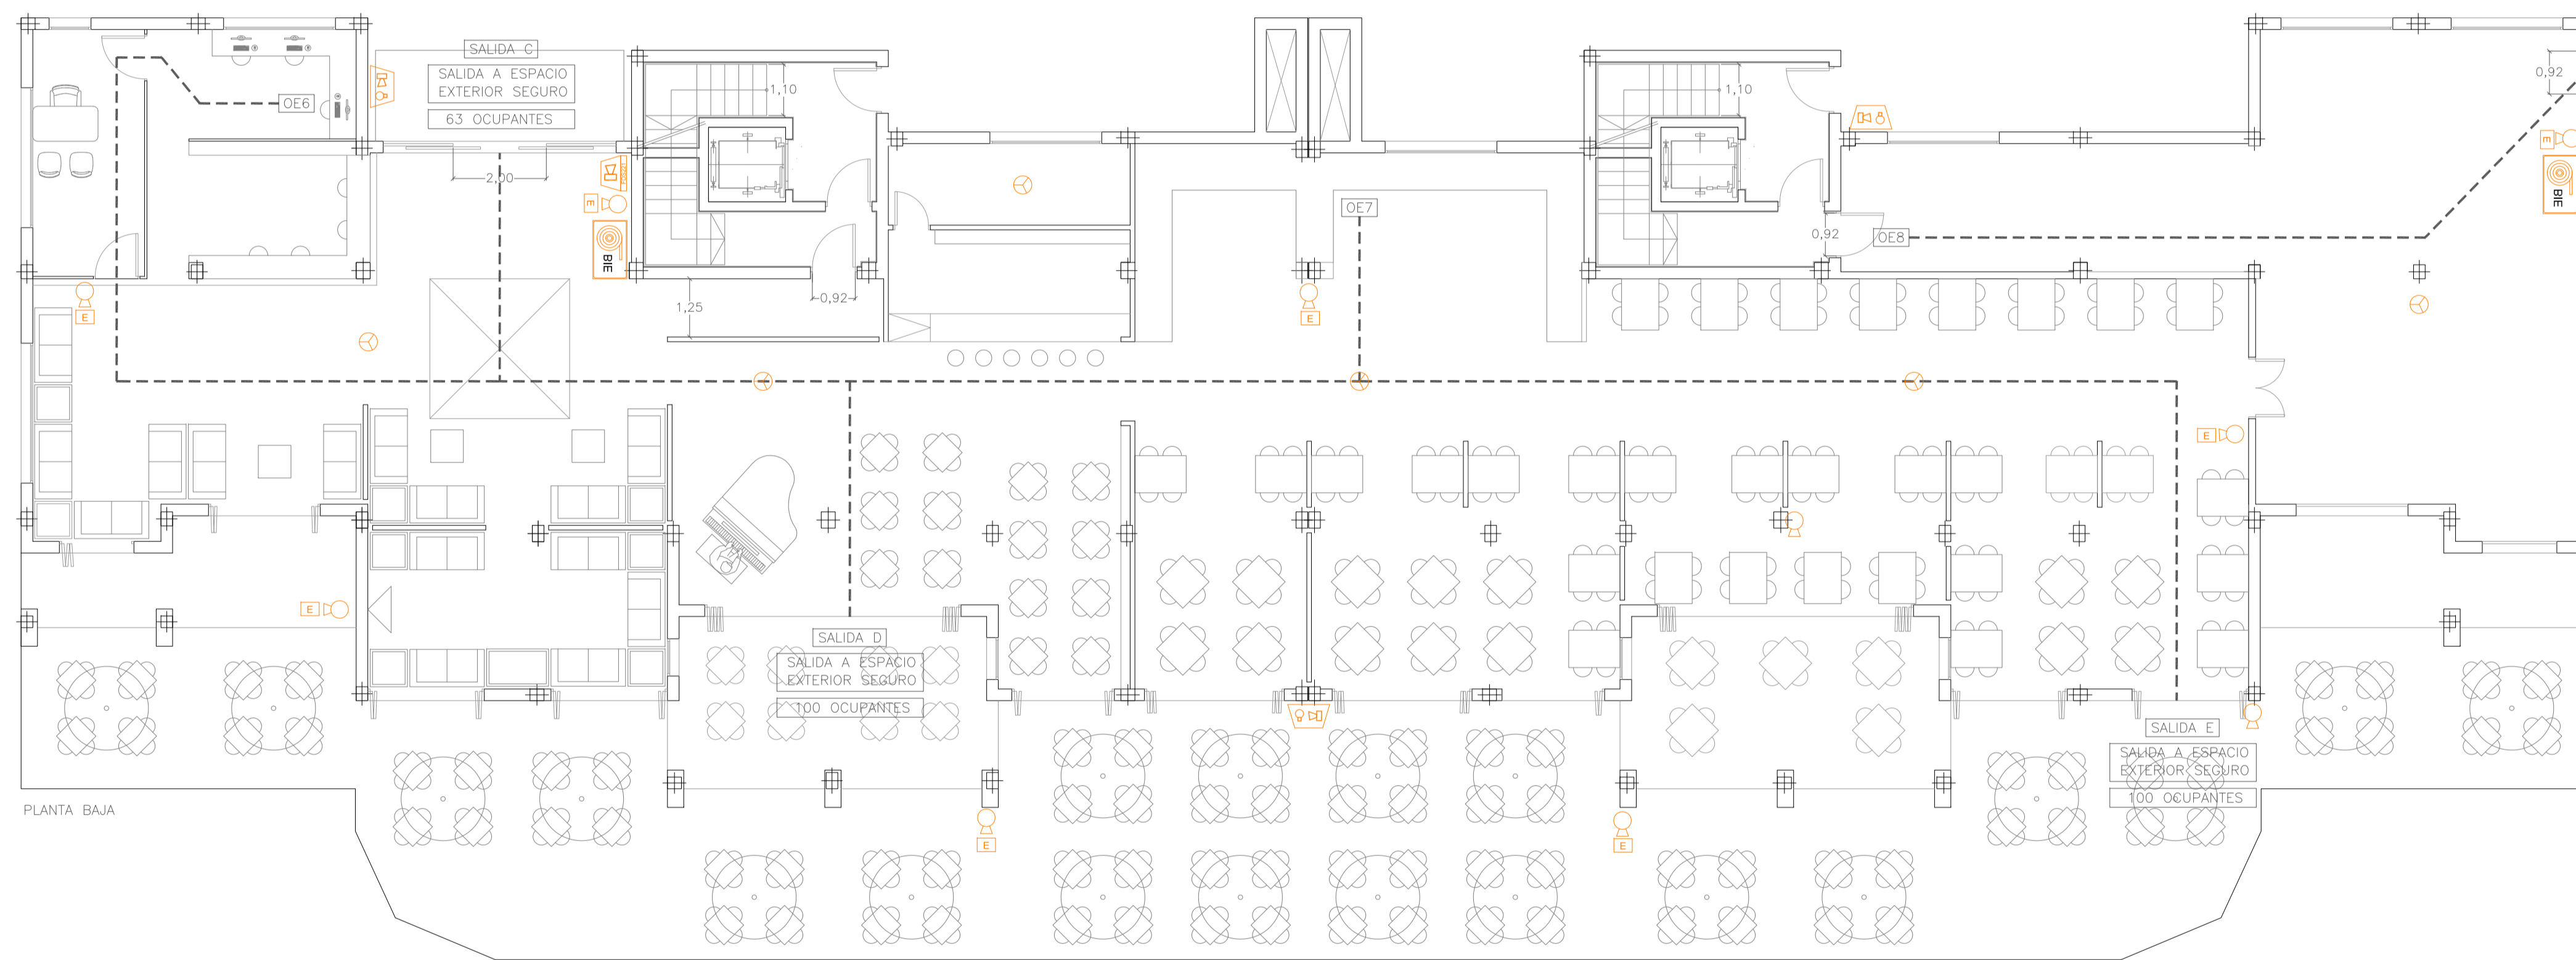 SALIDA C
SALIDA A ESPACIO
EXTERIOR SEGURO
63 OCUPANTES
OE6
2,00
E
BIE
1,10
0,92
1,25
E
OE7
E
1,10
0,92
OE8
0,92
E
BIE
E
E
SALIDA D
SALIDA A ESPACIO
EXTERIOR SEGURO
100 OCUPANTES
SALIDA E
SALIDA A ESPACIO
EXTERIOR SEGURO
100 OCUPANTES
PLANTA BAJA
E
E